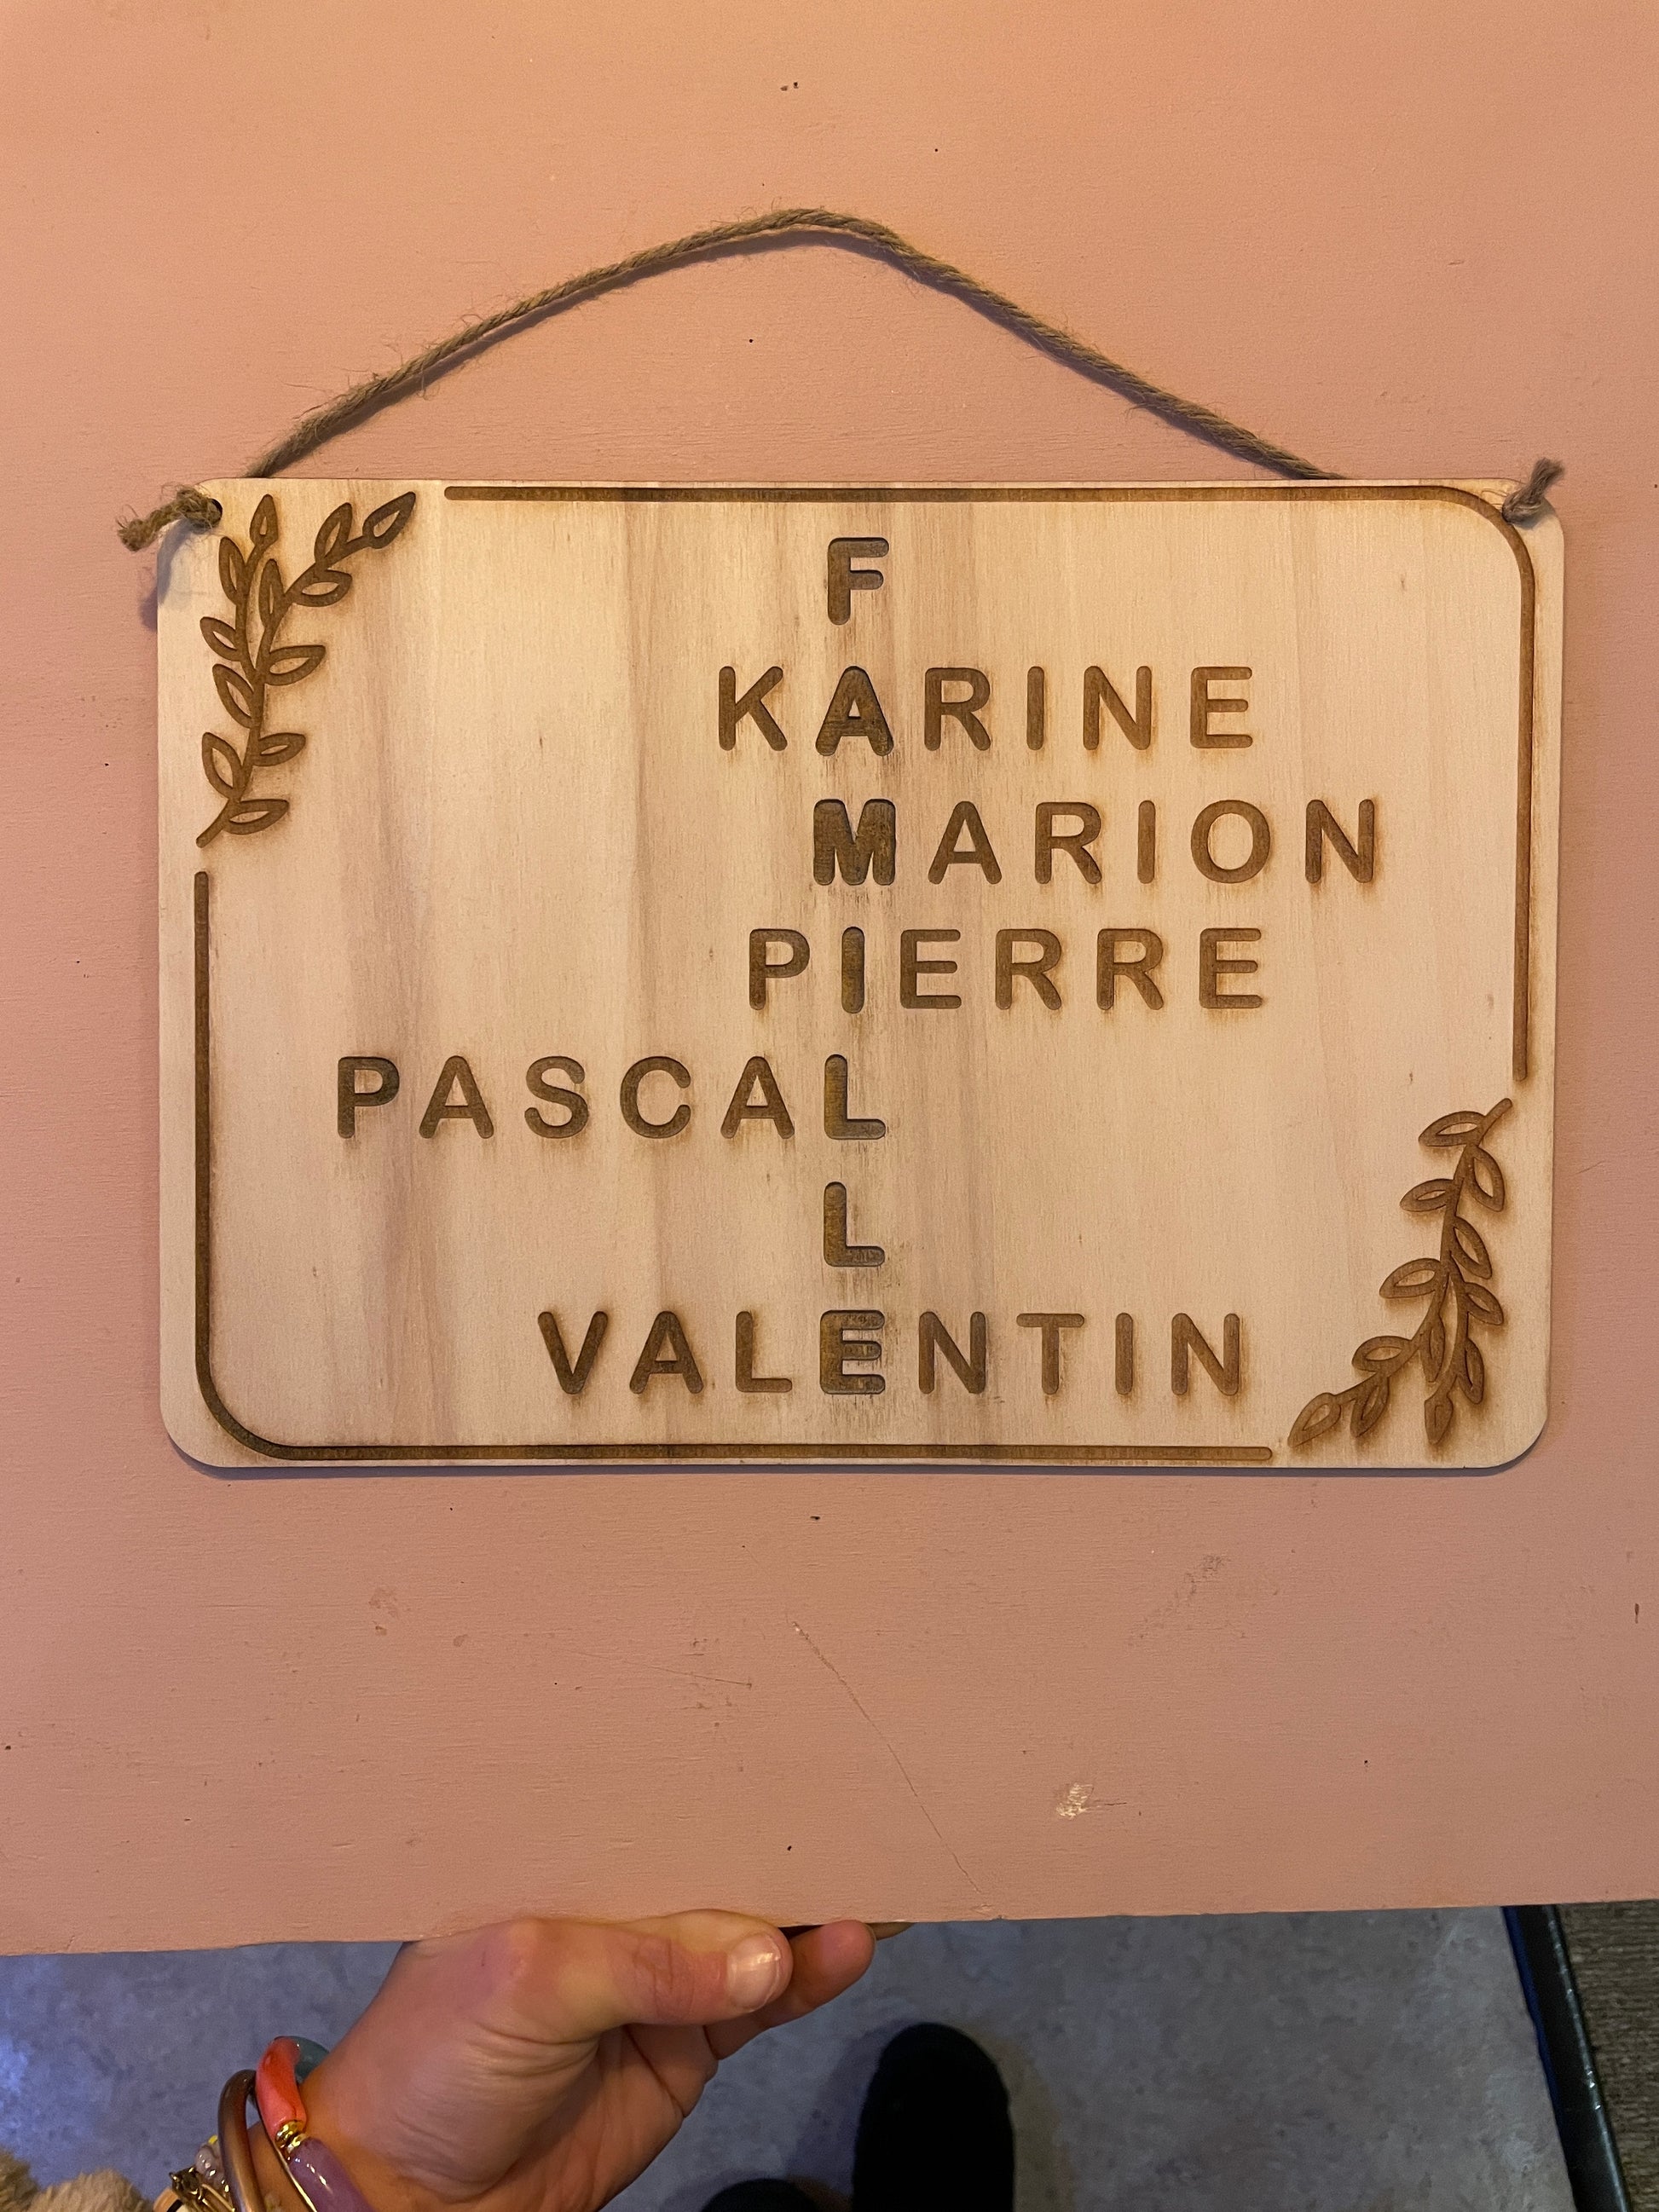 F
KARINE
MARION
PIERRE
PASCAL
L
VALENTIN